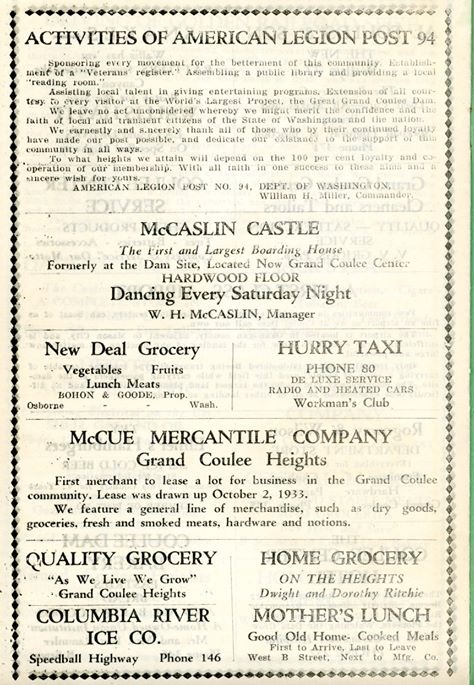 ACTIVITIES OF AMERICAN LEGION POST 94
Sponsoring every movement for the betterment of this community. Establish-
ment of a "Veterans' register." Assembling a public library and providing a local
"reading room."
Assisting local talent in giving entertaining programs. Extension of all cour-
tesy to every visitor at the World's Largest Project, the Great Grand Coulee Dam.
We leave no act unconsidered whereby we might merit the confidence and the
faith of local and transient citizens of the State of Washington and the nation.
We earnestly and sincerely thank all of those who by their continued loyalty
have made our post possible, and dedicate our existance to the support of this
community in all ways.
To what heights we attain will depend on the 100 per cent loyalty and co-
operation of our membership. With all faith in the success to these aims and a
sincere wish for yours.
AMERICAN LEGION POST NO. 94, DEPT. OF WASHINGTON,
William H. Miller, Commander.
McCASLIN CASTLE
The First and Largest Boarding House
Formerly at the Dam Site, Located Now Grand Coulee Center
HARDWOOD FLOOR
Dancing Every Saturday Night
W. H. McCASLIN, Manager
New Deal Grocery
Vegetables Fruits
Lunch Meats
BOHON & GOODE, Prop.
Osborne - - Wash.
HURRY TAXI
PHONE 80
DE LUXE SERVICE
RADIO AND HEATED CARS
Workman's Club
McCUE MERCANTILE COMPANY
Grand Coulee Heights
First merchant to lease a lot for business in the Grand Coulee
community. Lease was drawn up October 2, 1933.
We feature a general line of merchandise, such as dry goods,
groceries, fresh and smoked meats, hardware and notions.
QUALITY GROCERY
"As We Live We Grow"
Grand Coulee Heights
HOME GROCERY
ON THE HEIGHTS
Dwight and Dorothy Ritchie
COLUMBIA RIVER
ICE CO.
Speedball Highway Phone 146
MOTHER'S LUNCH
Good Old Home- Cooked Meals
First to Arrive, Last to Leave
West B Street, Next to Mfg. Co.